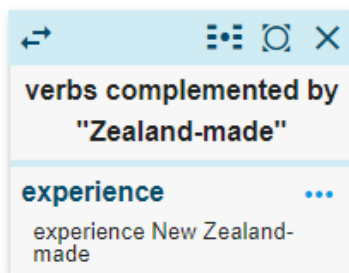 verbs complemented by
"Zealand-made"
experience
experience New Zealand-
made